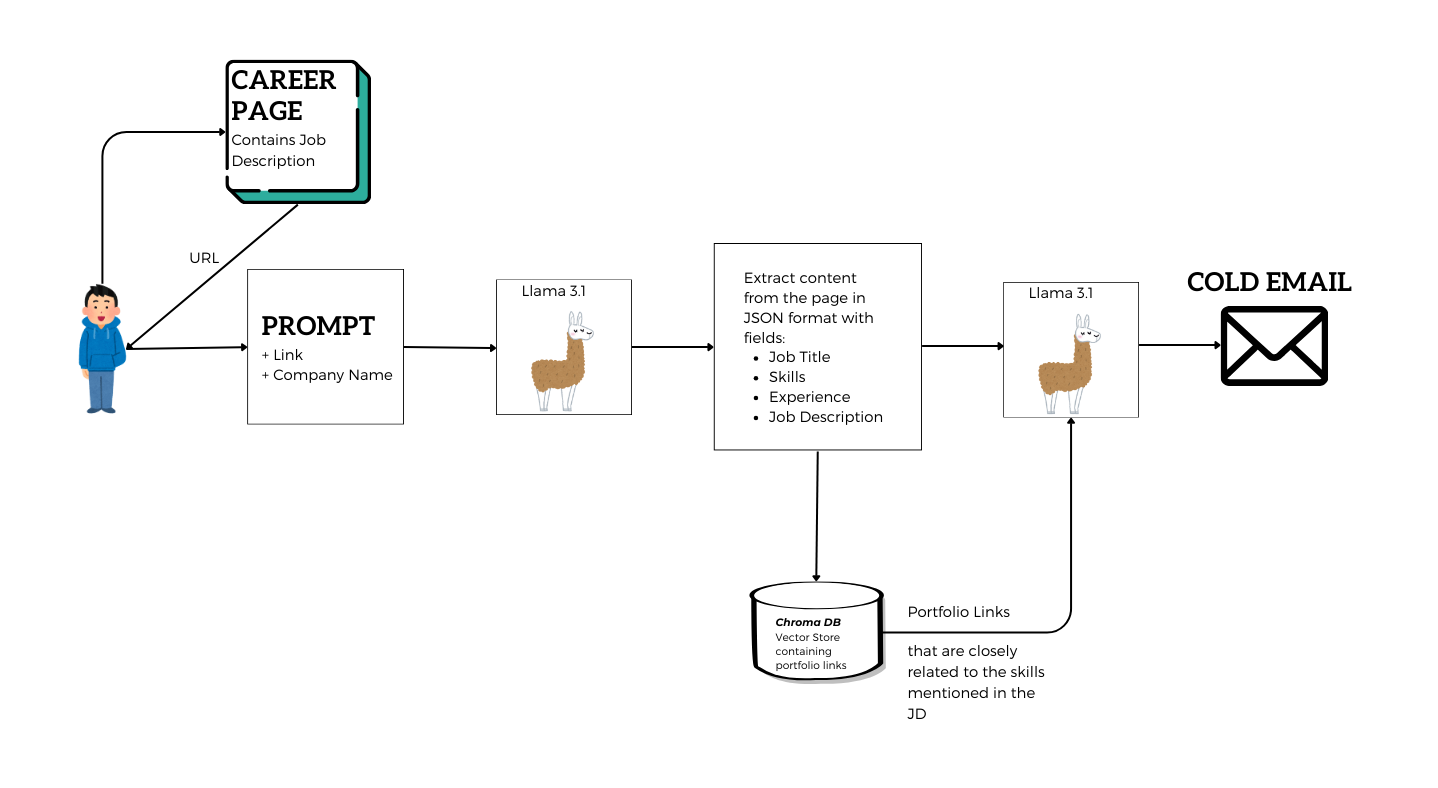 CAREER
PAGE
Contains Job
Description
URL
PROMPT
+ Link
+ Company Name
Llama 3.1
Extract content
from the page in
JSON format with
fields:
• Job Title
• Skills
• Experience
• Job Description
Llama 3.1
COLD EMAIL
Chroma DB
Vector Store
containing
portfolio links
Portfolio Links
that are closely
related to the skills
mentioned in the
JD